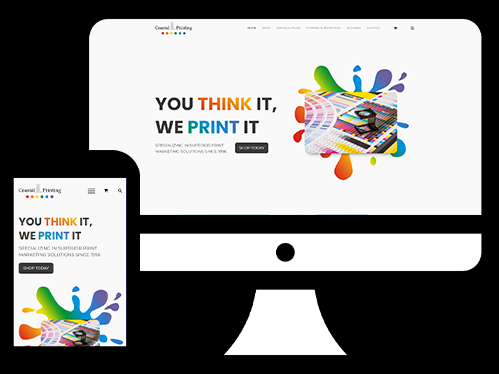 Coastal Printing
HOME SHOP OFFICE PLUS PRINTING & PROMOTION BUSINESS CONTACT
YOU THINK IT,
WE PRINT IT
SPECIALIZING IN SUPERIOR PRINT
MARKETING SOLUTIONS SINCE 1996
SHOP TODAY
Coastal Printing
YOU THINK IT,
WE PRINT IT
SPECIALIZING IN SUPERIOR PRINT
MARKETING SOLUTIONS SINCE 1996
SHOP TODAY